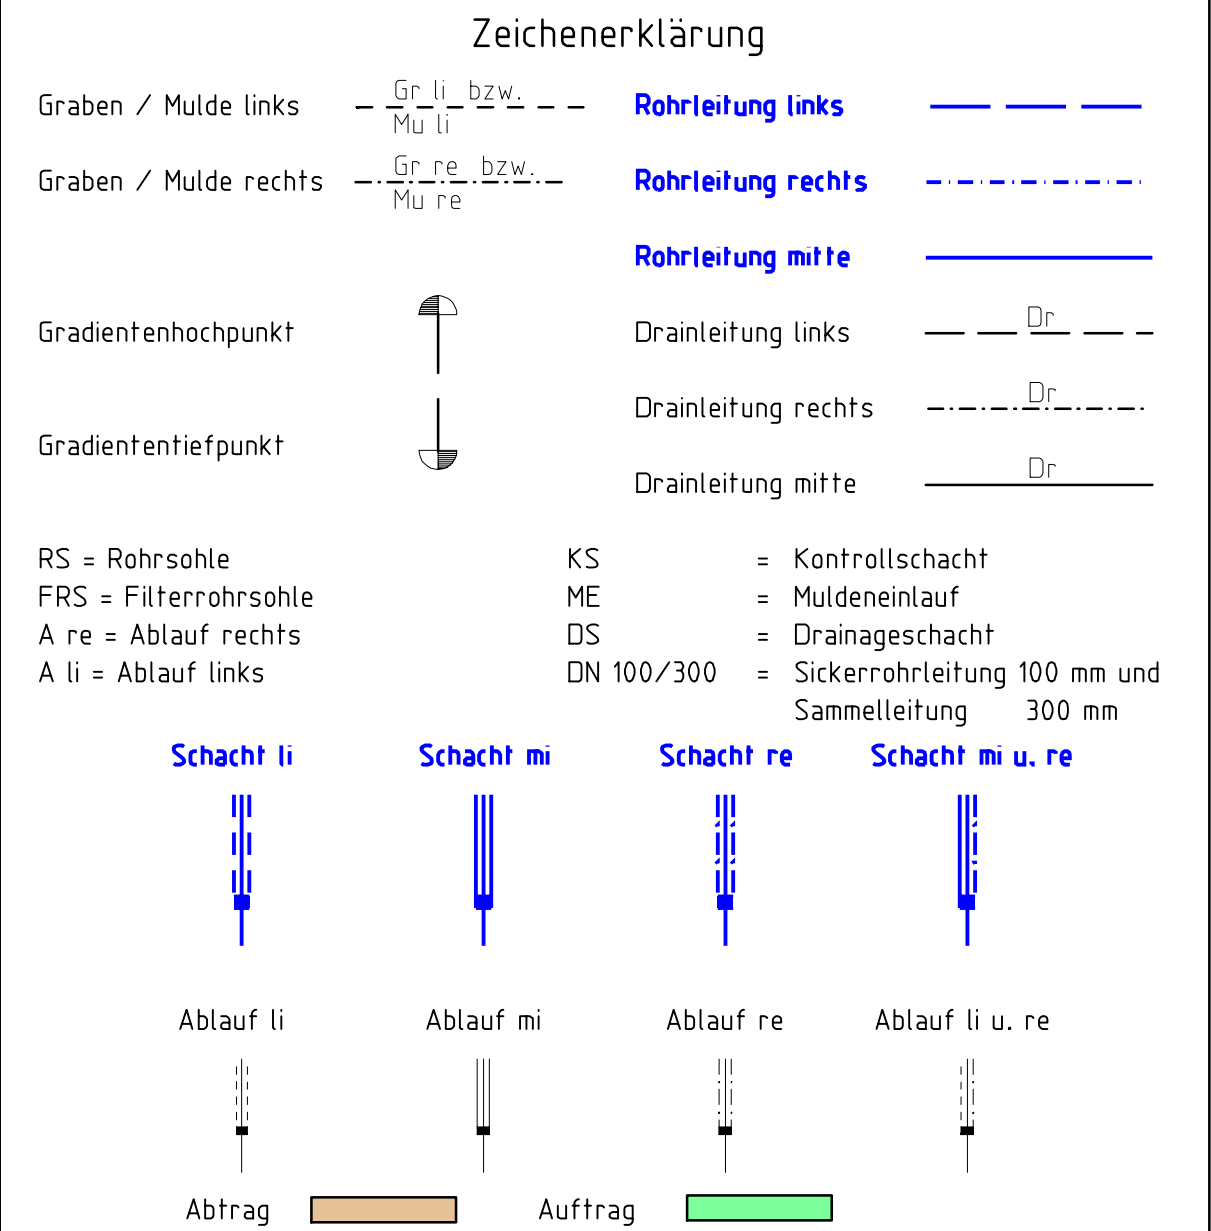 Zeichenerklärung
Graben / Mulde links
Gr li bzw.
Mu li
Graben / Mulde rechts
Gr re bzw.
Mu re
Gradientenhochpunkt
Gradiententiefpunkt
Rohrleitung links
Rohrleitung rechts
Rohrleitung mitte
Drainleitung links
Dr
Drainleitung rechts
Dr
Drainleitung mitte
Dr
RS = Rohrsohle
FRS = Filterrohrsohle
A re = Ablauf rechts
A li = Ablauf links
KS = Kontrollschacht
ME = Muldeneinlauf
DS = Drainageschacht
DN 100/300 = Sickerrohrleitung 100 mm und
Sammelleitung 300 mm
Schacht li
Schacht mi
Schacht re
Schacht mi u. re
Ablauf li
Ablauf mi
Ablauf re
Ablauf li u. re
Abtrag
Auftrag